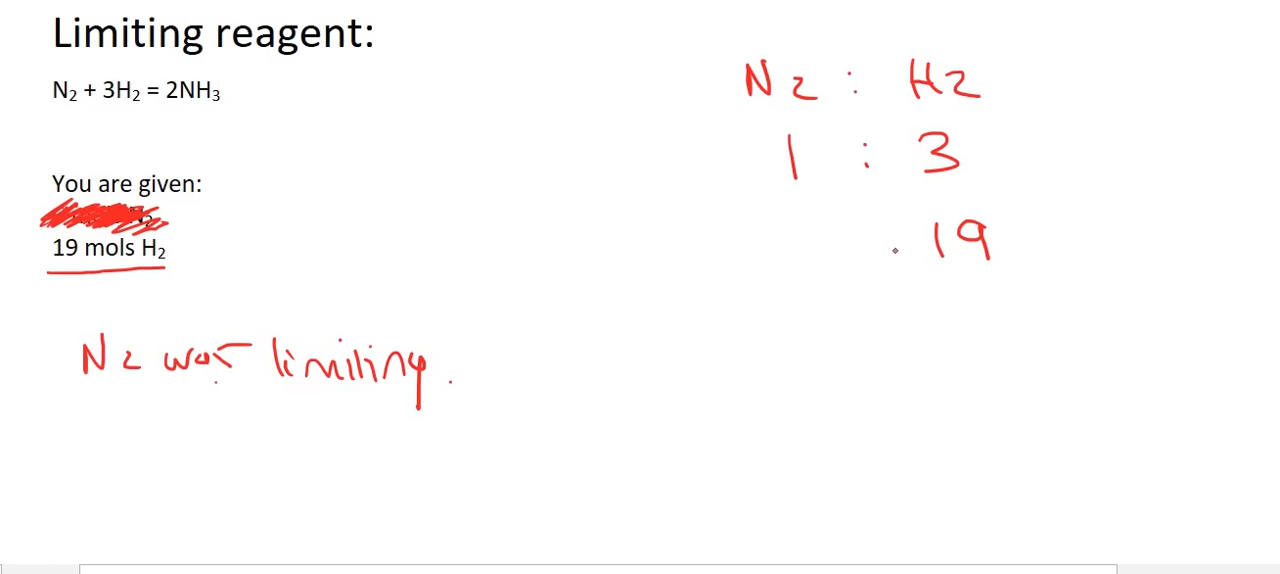 Limiting reagent:
N₂ + 3H₂ = 2NH₃
N2 : H2
1 : 3
You are given:
19 mols H₂
19
N2 was limiting.